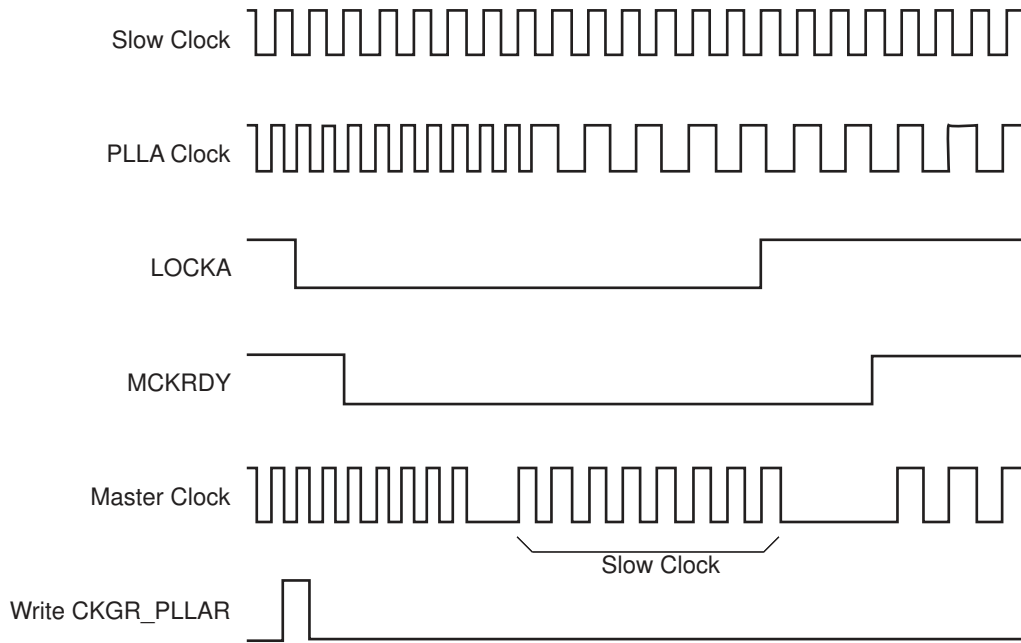 Slow Clock
PLLA Clock
LOCKA
MCKRDY
Master Clock
Slow Clock
Write CKGR_PLLAR